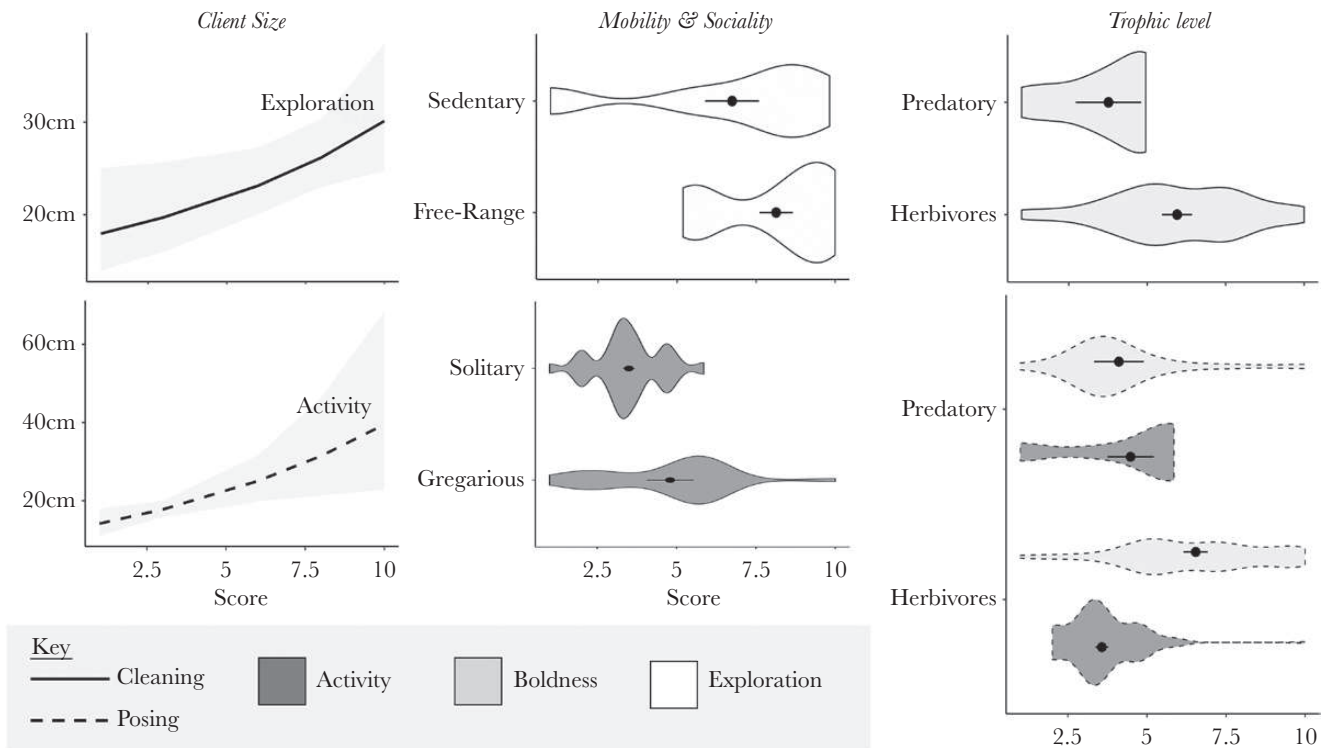 Client Size
Exploration
30cm
20cm
Activity
60cm
40cm
20cm
2.5 5 7.5 10
Score
Mobility & Sociality
Sedentary
Free-Range
Solitary
Gregarious
2.5 5 7.5 10
Score
Trophic level
Predatory
Herbivores
Predatory
Herbivores
2.5 5 7.5 10
Key
Cleaning
Posing
Activity
Boldness
Exploration